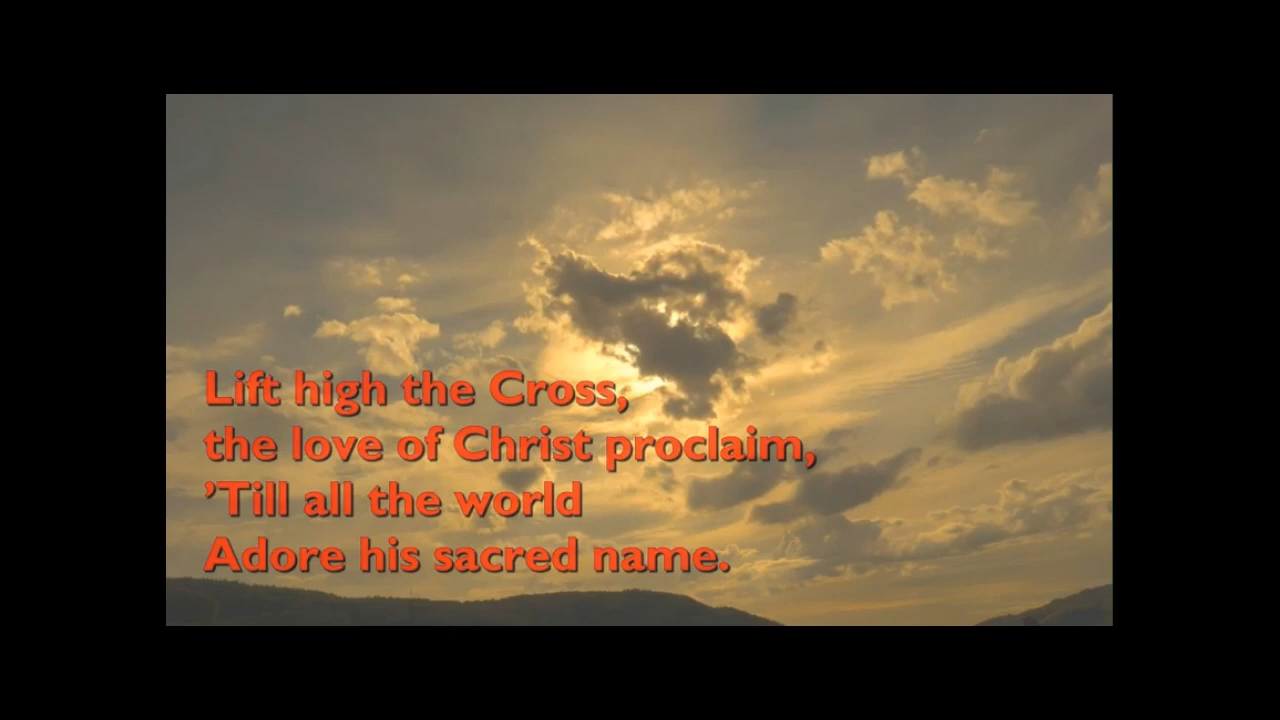 Lift high the Cross,
the love of Christ proclaim,
’Till all the world
Adore his sacred name.